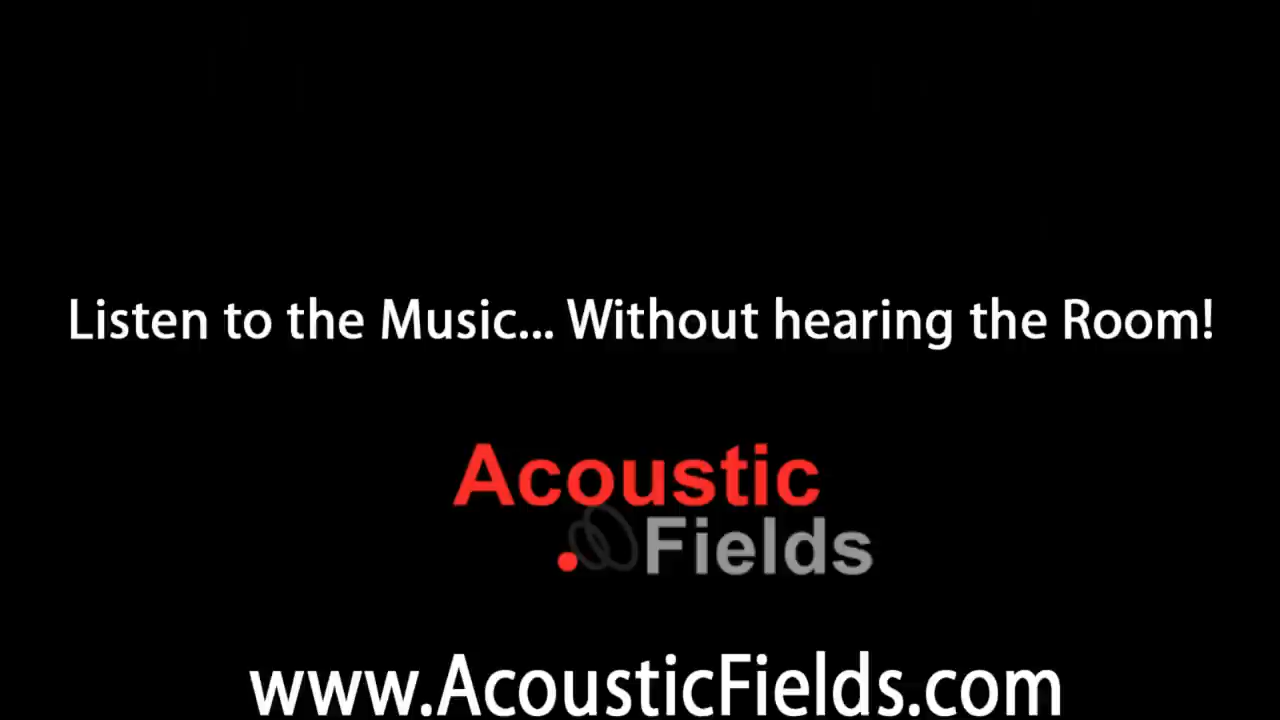 Listen to the Music... Without hearing the Room!
Acoustic
Fields
www.AcousticFields.com